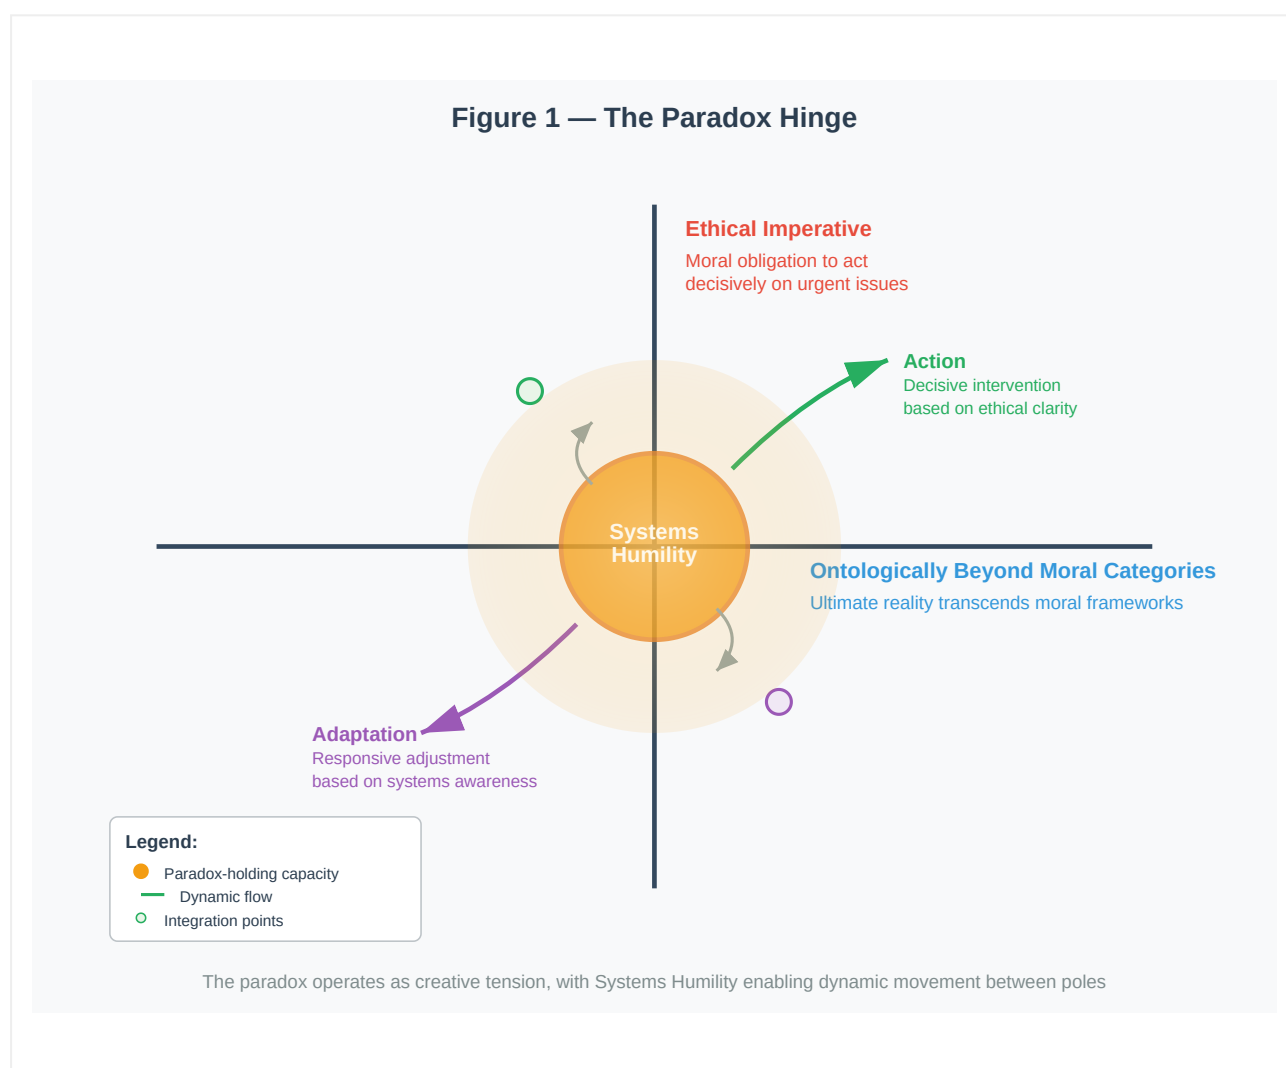 Figure 1 — The Paradox Hinge
Ethical Imperative
Moral obligation to act
decisively on urgent issues
Action
Decisive intervention
based on ethical clarity
Systems
Humility
Ontologically Beyond Moral Categories
Ultimate reality transcends moral frameworks
Adaptation
Responsive adjustment
based on systems awareness
Legend:
Paradox-holding capacity
Dynamic flow
Integration points
The paradox operates as creative tension, with Systems Humility enabling dynamic movement between poles